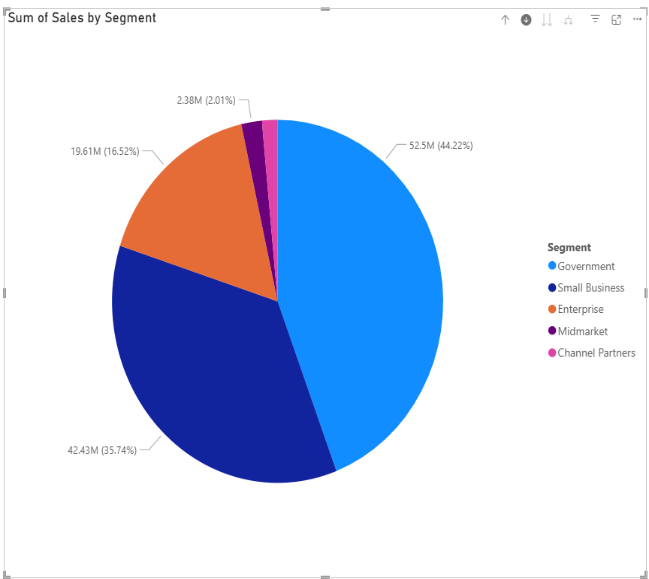 Sum of Sales by Segment
2.38M (2.01%)
52.5M (44.22%)
19.61M (16.52%)
42.43M (35.74%)
Segment
Government
Small Business
Enterprise
Midmarket
Channel Partners